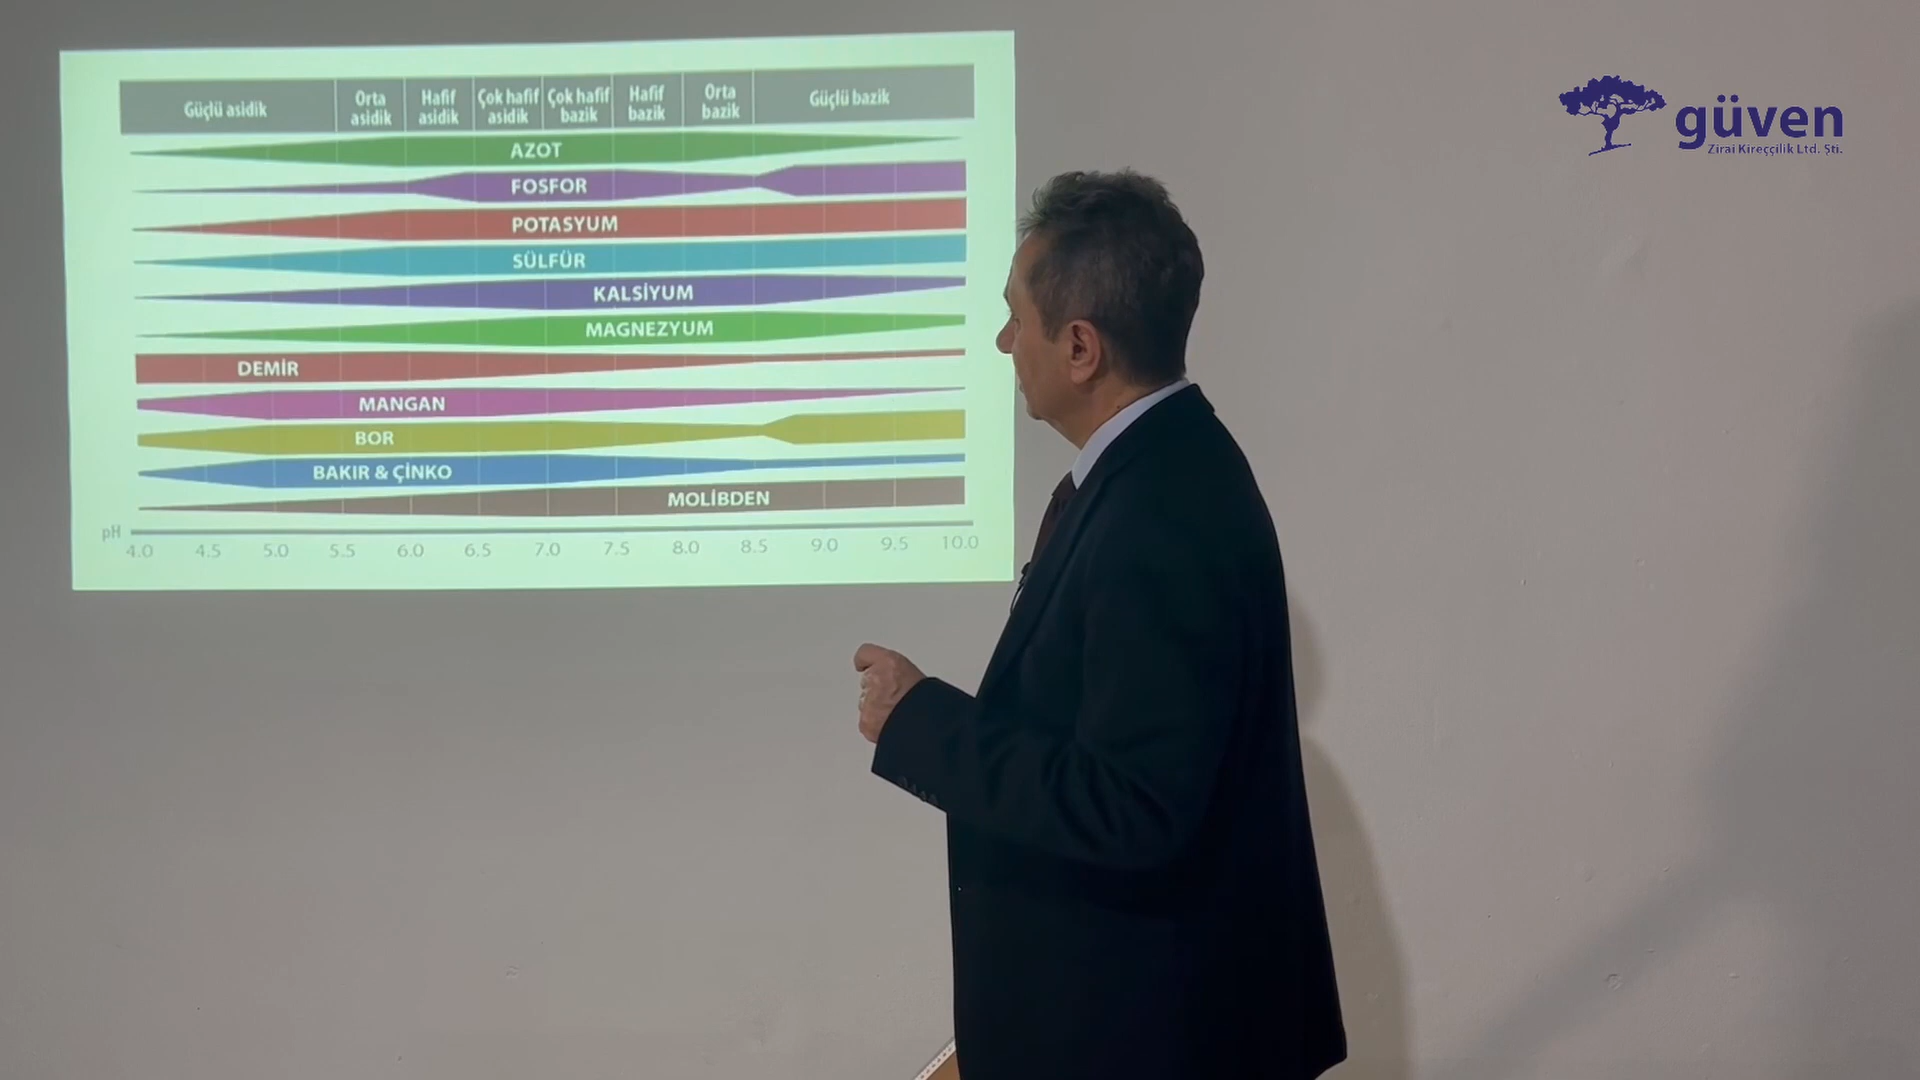 güven
Zirai Kireççilik Ltd. Şti.
Güçlü asidik
Orta
asidik
Hafif
asidik
Çok hafif
asidik
Çok hafif
bazik
Hafif
bazik
Orta
bazik
Güçlü bazik
AZOT
FOSFOR
POTASYUM
SÜLFÜR
KALSİYUM
MAGNEZYUM
DEMİR
MANGAN
BOR
BAKIR & ÇİNKO
MOLİBDEN
pH
4.0 4.5 5.0 5.5 6.0 6.5 7.0 7.5 8.0 8.5 9.0 9.5 10.0